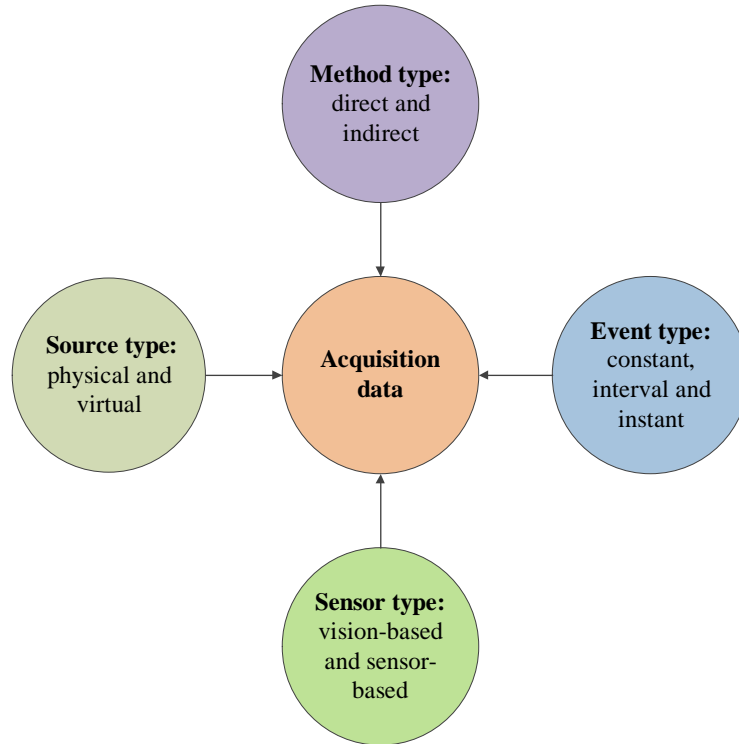 Method type:
direct and
indirect
Source type:
physical and
virtual
Acquisition
data
Event type:
constant,
interval and
instant
Sensor type:
vision-based
and sensor-
based